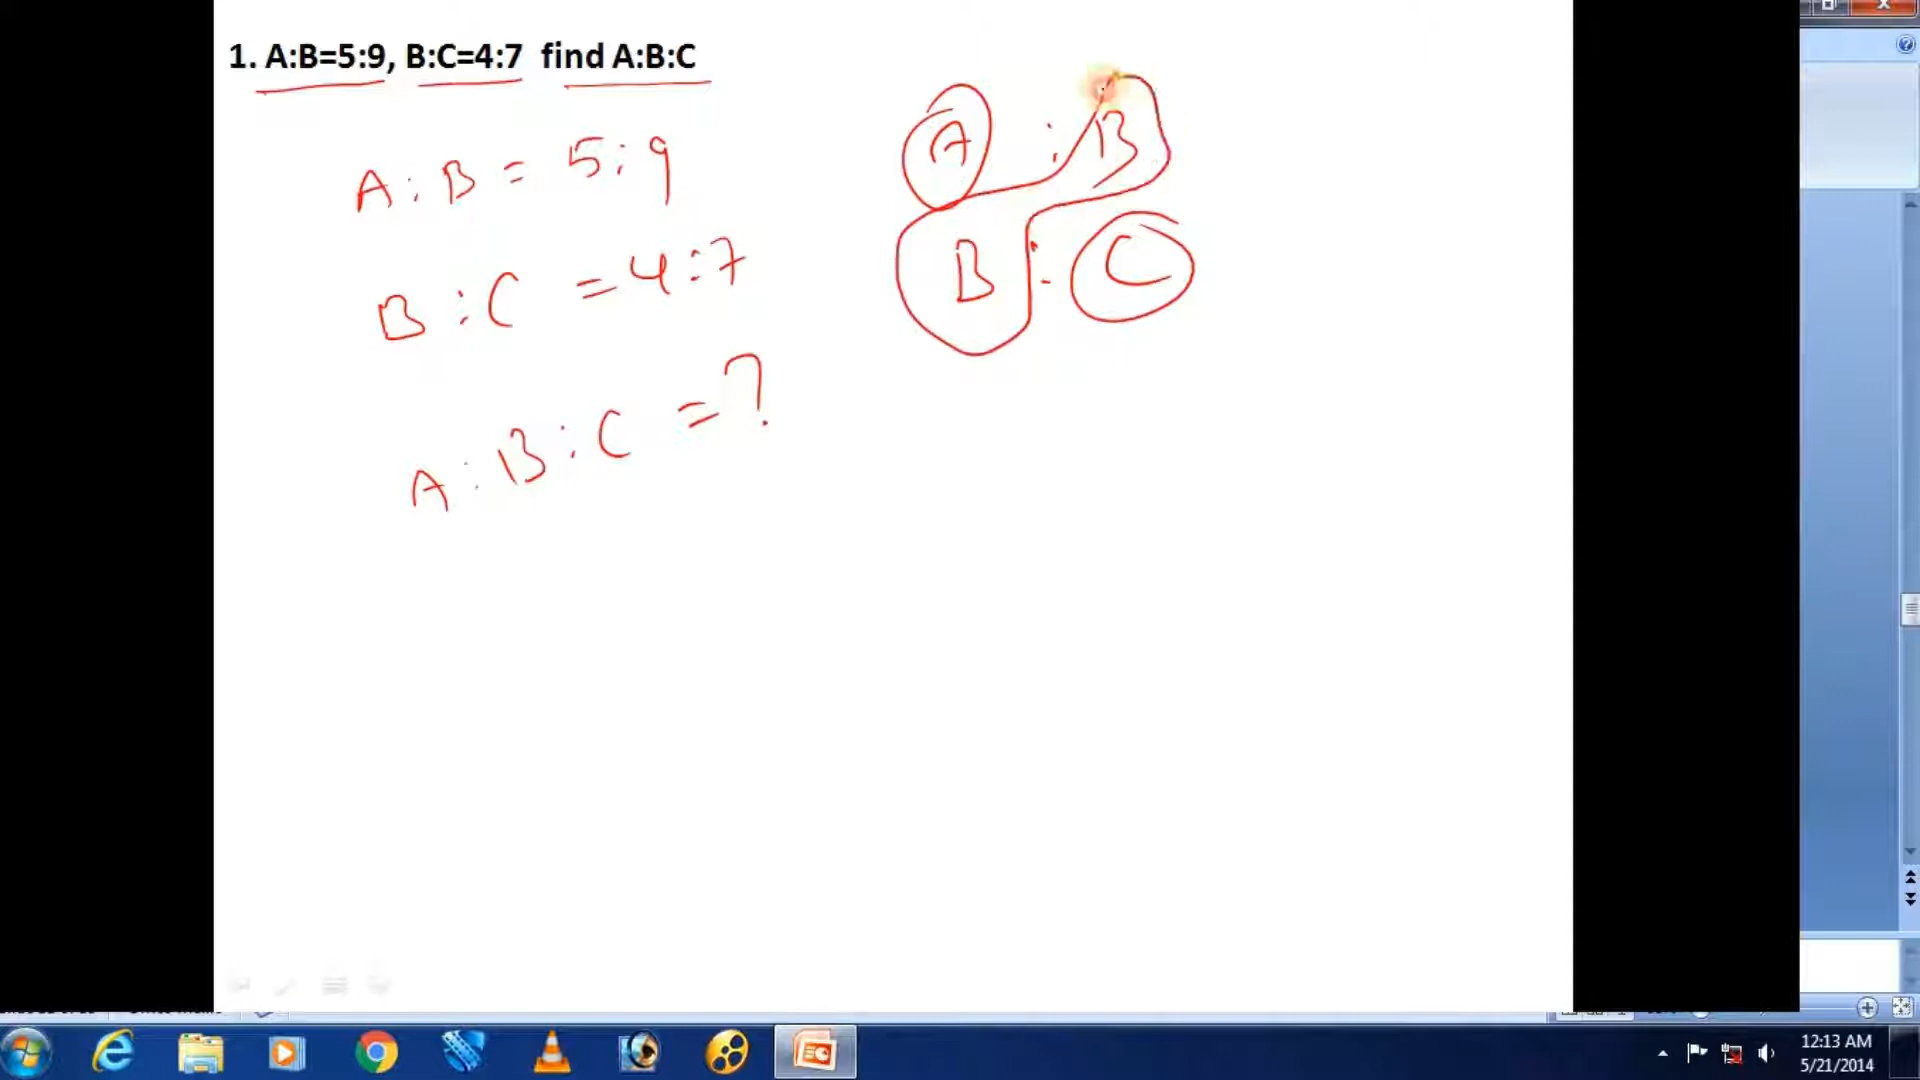 1. A:B=5:9, B:C=4:7 find A:B:C
A:B = 5:9
B:C = 4:7
A:B:C = ?
A : B
B : C
12:13 AM
5/21/2014